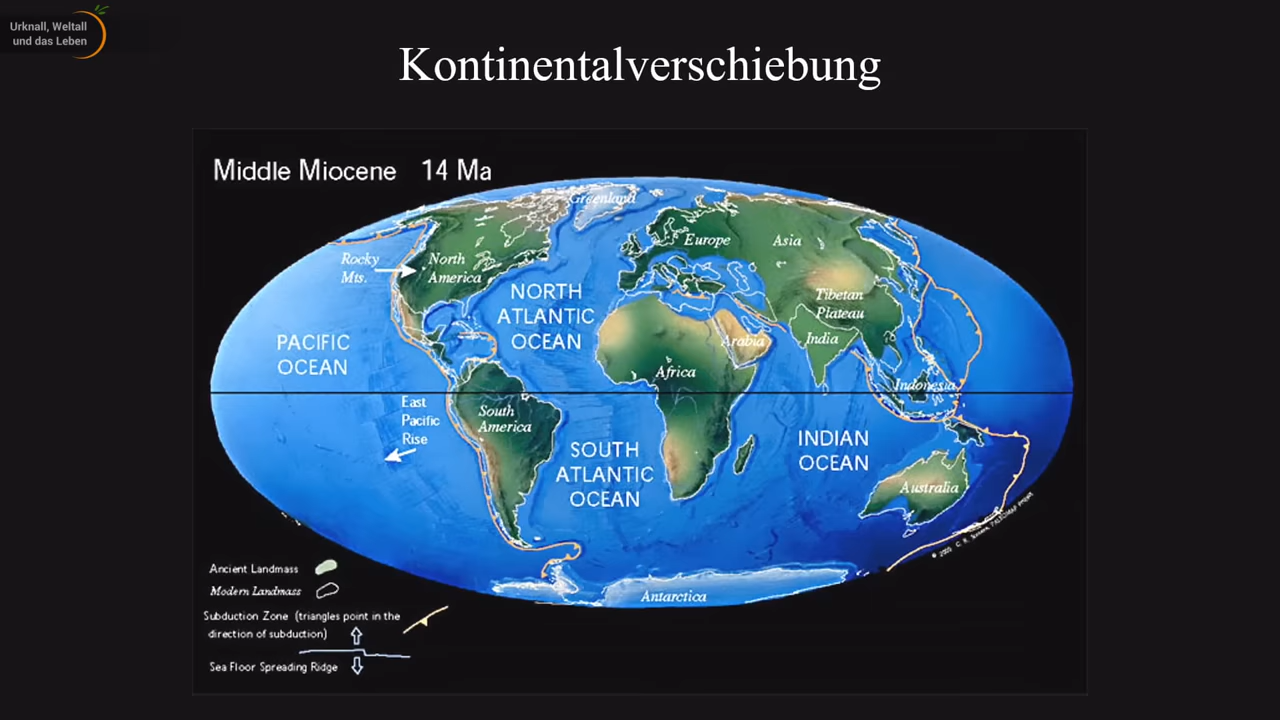 Urknall, Weltall
und das Leben
Kontinentalverschiebung
Middle Miocene 14 Ma
Greenland
Europe
Asia
Rocky
Mts.
North
America
NORTH
ATLANTIC
OCEAN
Tibetan
Plateau
PACIFIC
OCEAN
Arabia
India
Africa
Indonesia
East
Pacific
Rise
South
America
SOUTH
ATLANTIC
OCEAN
INDIAN
OCEAN
Australia
Antarctica
Ancient Landmass
Modern Landmass
Subduction Zone (triangles point in the
direction of subduction)
Sea Floor Spreading Ridge